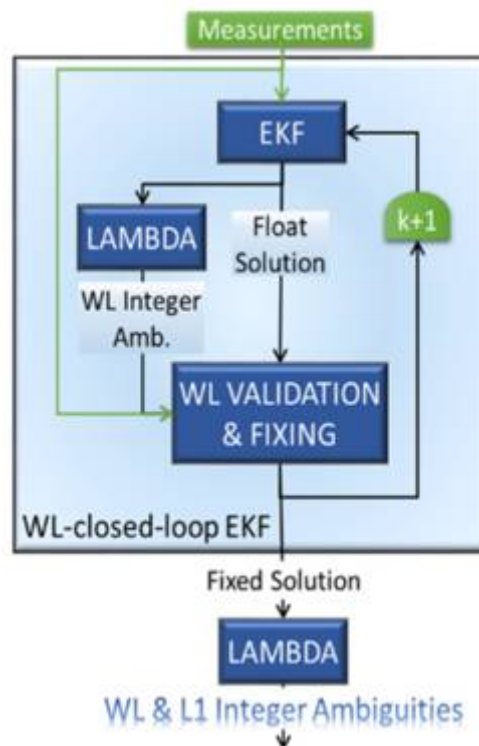 Measurements
EKF
k+1
LAMBDA
Float
Solution
WL Integer
Amb.
WL VALIDATION
& FIXING
WL-closed-loop EKF
Fixed Solution
LAMBDA
WL & L1 Integer Ambiguities